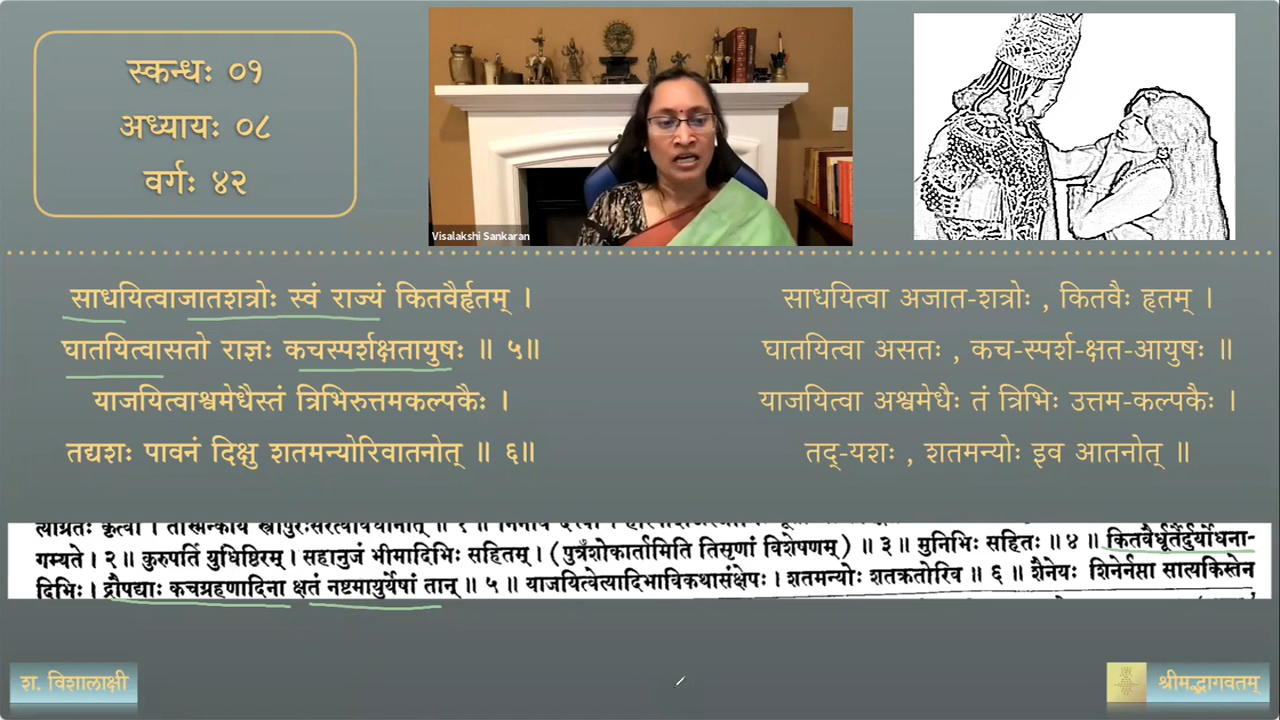 स्कन्धः ०१
अध्यायः ०८
वर्गः ४२
Visalakshi Sankaran
साधयित्वाजातशत्रोः स्वं राज्यं कितवैर्हृतम् ।
घातयित्वासतो राज्ञः कचस्पर्शक्षतायुषः ॥ ५॥
याजयित्वाश्वमेधैस्तं त्रिभिरुत्तमकल्पकैः ।
तद्यशः पावनं दिक्षु शतमन्योरिवातनोत् ॥ ६॥
साधयित्वा अजात-शत्रोः , कितवैः हृतम् ।
घातयित्वा असतः , कच-स्पर्श-क्षत-आयुषः ॥
याजयित्वा अश्वमेधैः तं त्रिभिः उत्तम-कल्पकैः ।
तद्-यशः , शतमन्योः इव आतनोत् ॥
गम्यते । २ ॥ कुरुपतिं युधिष्ठिरम् । सहानुजं भीमादिभिः सहितम् । (पुत्रशोकार्तामिति तिसृणां विशेषणम्) ॥ ३ ॥ मुनिभिः सहितः ॥ ४ ॥ कितवैर्धूर्तैर्दुर्योधना-
दिभिः । द्रौपद्याः कचग्रहणादिना क्षतं नष्टमायुर्येषां तान् ॥ ५ ॥ याजयित्वेत्यादिभाविकथासंक्षेपः । शतमन्योः शतक्रतोरिव ॥ ६ ॥ शैनेयः शिनेर्नप्ता सात्यकिस्तेन
श. विशालाक्षी
श्रीमद्भागवतम्